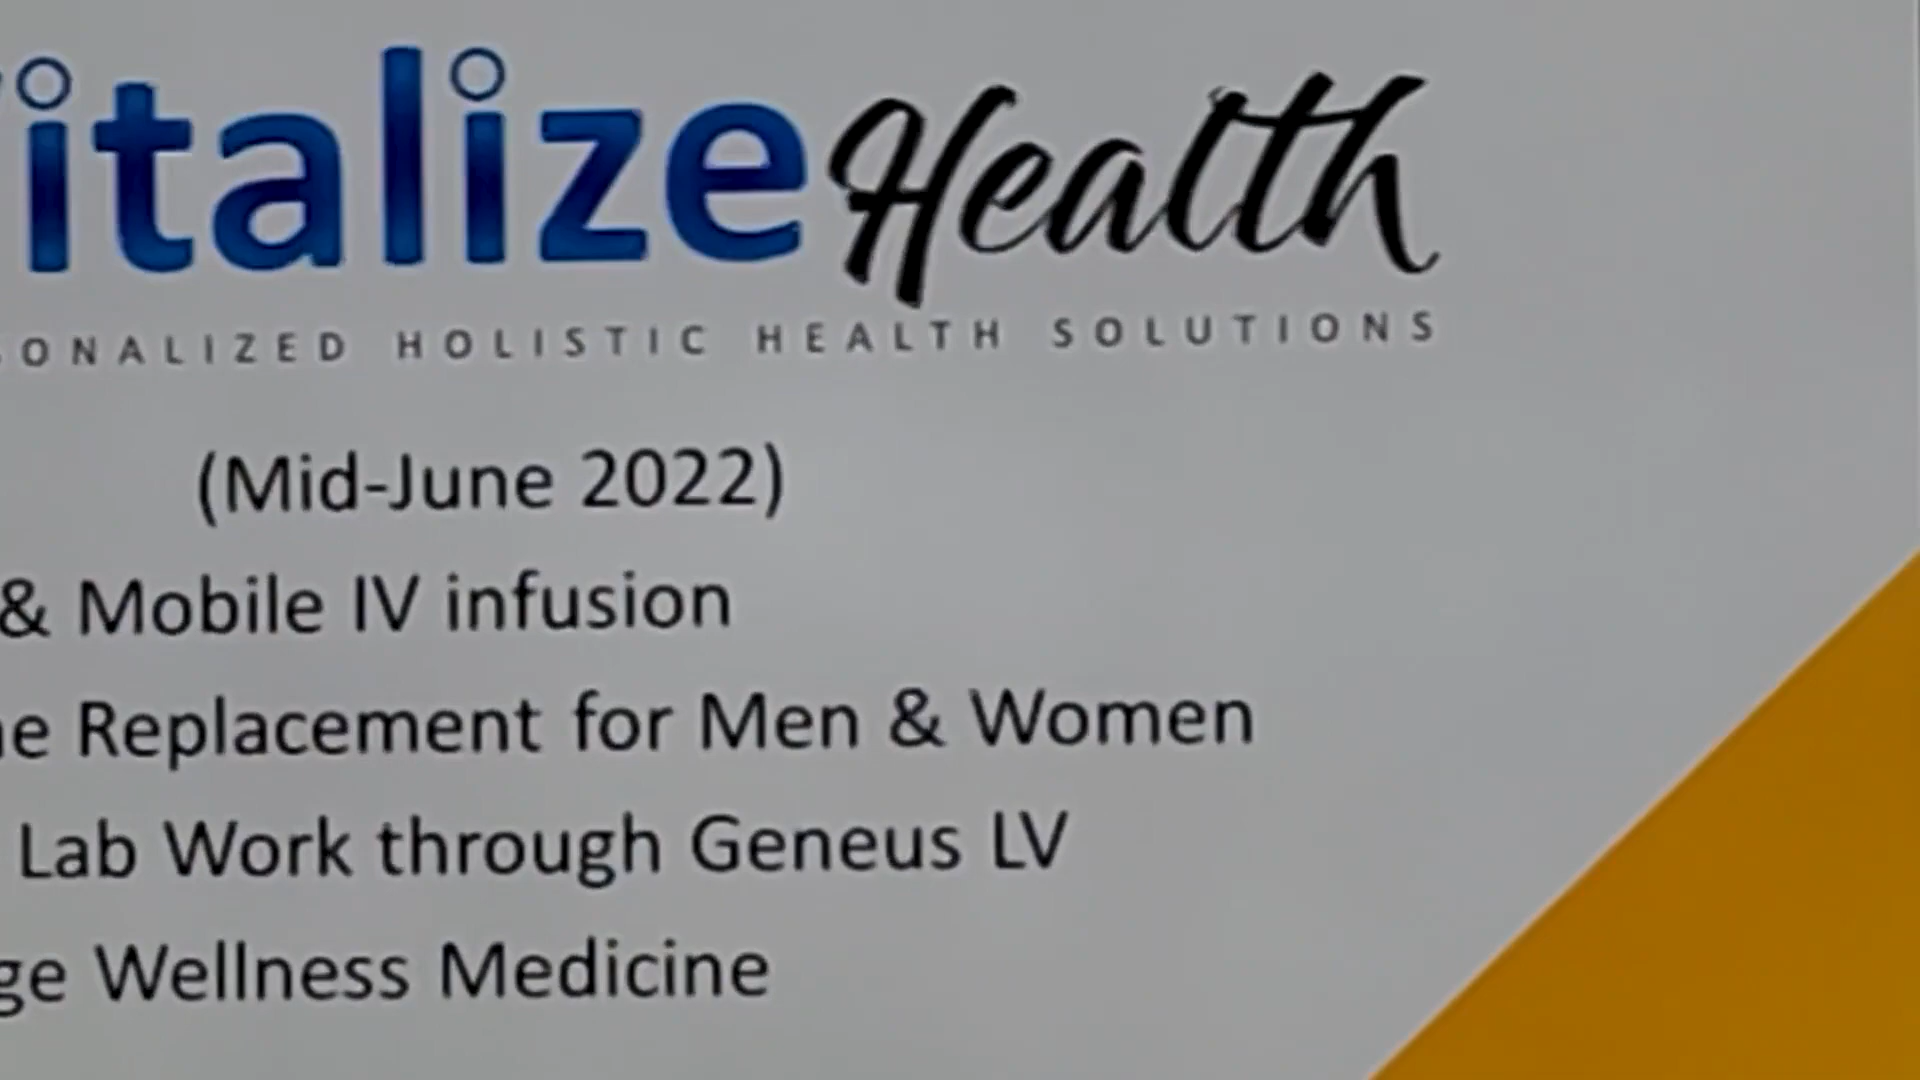 italize Health
ONALIZED HOLISTIC HEALTH SOLUTIONS
(Mid-June 2022)
& Mobile IV infusion
Replacement for Men & Women
Lab Work through Geneus LV
Wellness Medicine